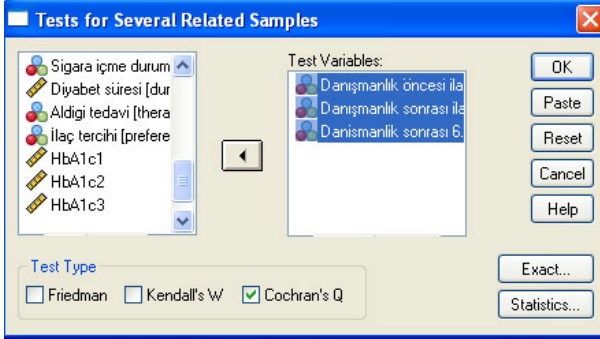 Tests for Several Related Samples
Sigara içme durum
Diyabet süresi [dur
Aldigi tedavi [thera
İlaç tercihi [prefere
HbA1c1
HbA1c2
HbA1c3
Test Variables:
Danışmanlık öncesi ila
Danışmanlık sonrası ila
Danismanlik sonrası 6.
OK
Paste
Reset
Cancel
Help
Test Type
Friedman
Kendall's W
Cochran's Q
Exact...
Statistics...